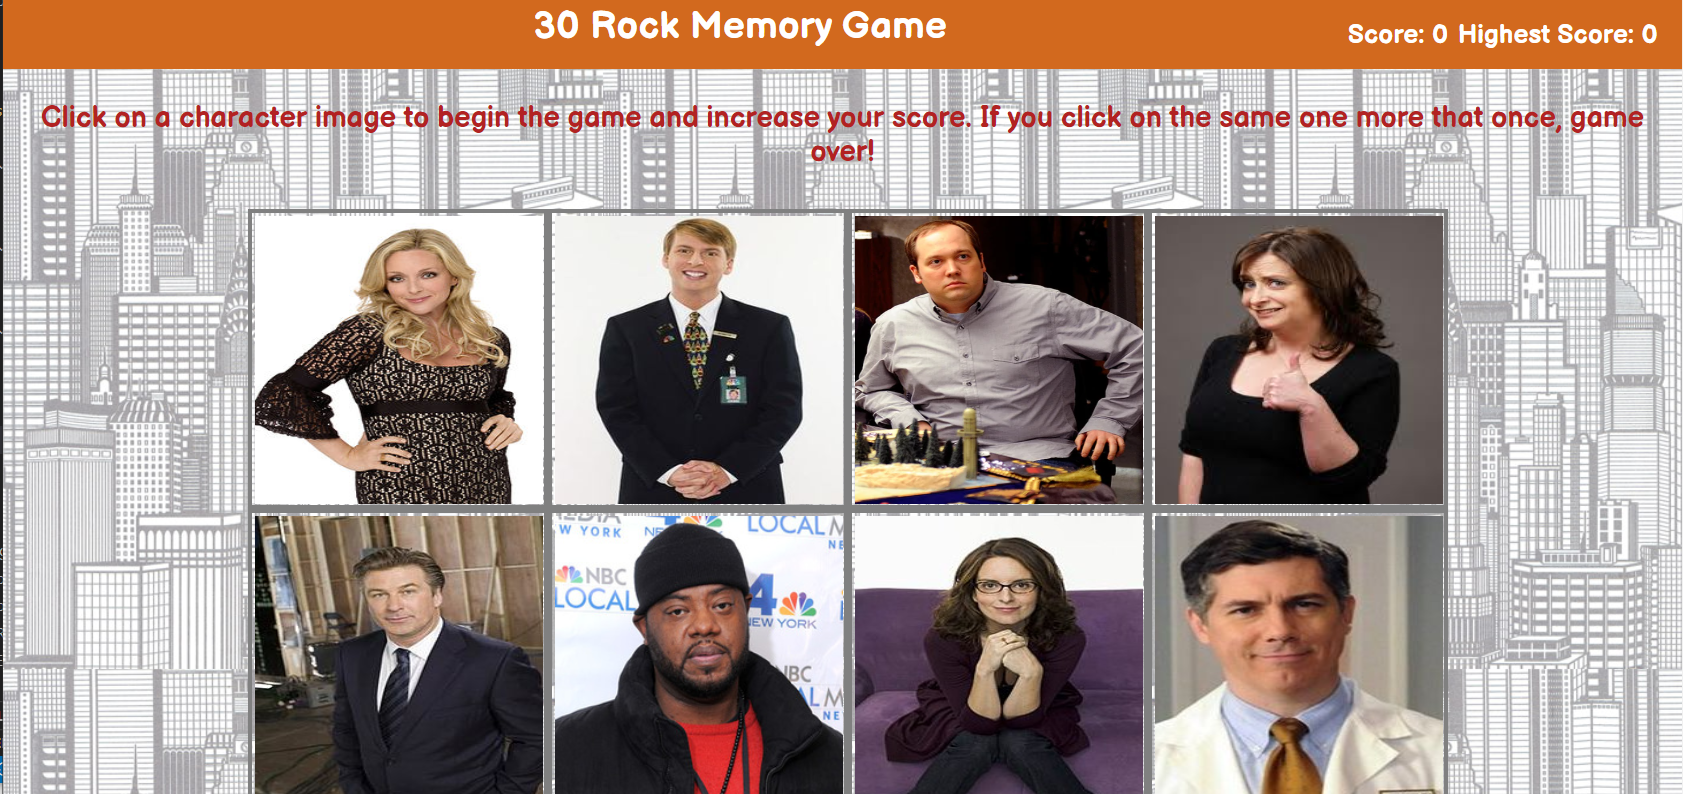 30 Rock Memory Game
Score: 0 Highest Score: 0
Click on a character image to begin the game and increase your score. If you click on the same one more that once, game
over!
W YORK
LOCAL
NBC
LOCAL
4
NEW YORK
NBC